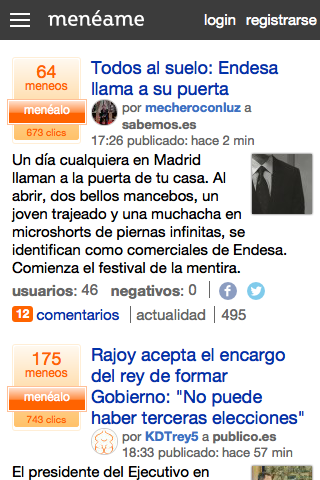 menéame login registrarse
64
meneos
menéalo
673 clics
Todos al suelo: Endesa
llama a su puerta
por mecheroconluz a
sabemos.es
17:26 publicado: hace 2 min
Un día cualquiera en Madrid
llaman a la puerta de tu casa. Al
abrir, dos bellos mancebos, un
joven trajeado y una muchacha en
microshorts de piernas infinitas, se
identifican como comerciales de Endesa.
Comienza el festival de la mentira.
usuarios: 46 negativos: 0
12 comentarios actualidad 495
175
meneos
menéalo
743 clics
Rajoy acepta el encargo
del rey de formar
Gobierno: "No puede
haber terceras elecciones"
por KDTrey5 a publico.es
18:33 publicado: hace 57 min
El presidente del Ejecutivo en